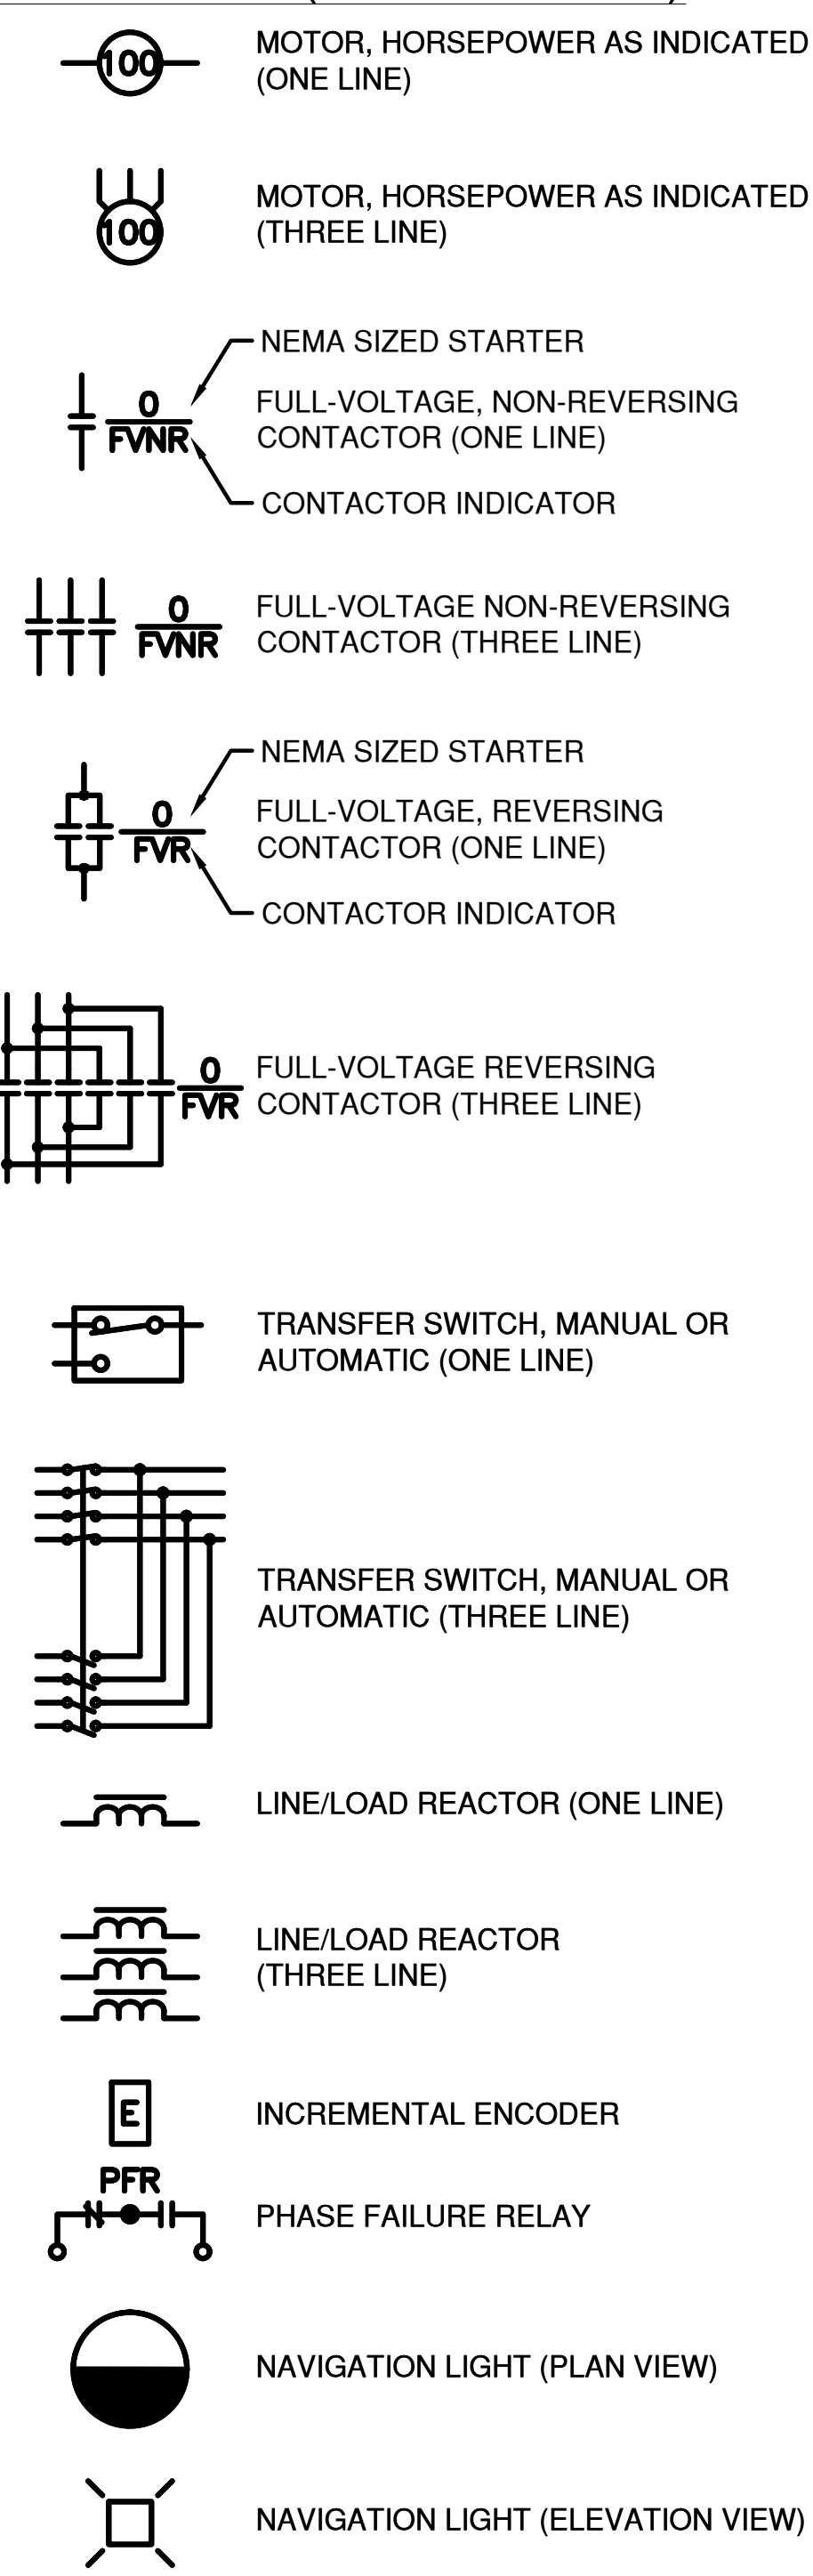 MOTOR, HORSEPOWER AS INDICATED
100
(ONE LINE)
MOTOR, HORSEPOWER AS INDICATED
100
(THREE LINE)
NEMA SIZED STARTER
0
FVNR
FULL-VOLTAGE, NON-REVERSING
CONTACTOR (ONE LINE)
CONTACTOR INDICATOR
0
FVNR
FULL-VOLTAGE NON-REVERSING
CONTACTOR (THREE LINE)
NEMA SIZED STARTER
0
FVR
FULL-VOLTAGE, REVERSING
CONTACTOR (ONE LINE)
CONTACTOR INDICATOR
0
FVR
FULL-VOLTAGE REVERSING
CONTACTOR (THREE LINE)
TRANSFER SWITCH, MANUAL OR
AUTOMATIC (ONE LINE)
TRANSFER SWITCH, MANUAL OR
AUTOMATIC (THREE LINE)
LINE/LOAD REACTOR (ONE LINE)
LINE/LOAD REACTOR
(THREE LINE)
E
INCREMENTAL ENCODER
PFR
PHASE FAILURE RELAY
NAVIGATION LIGHT (PLAN VIEW)
NAVIGATION LIGHT (ELEVATION VIEW)